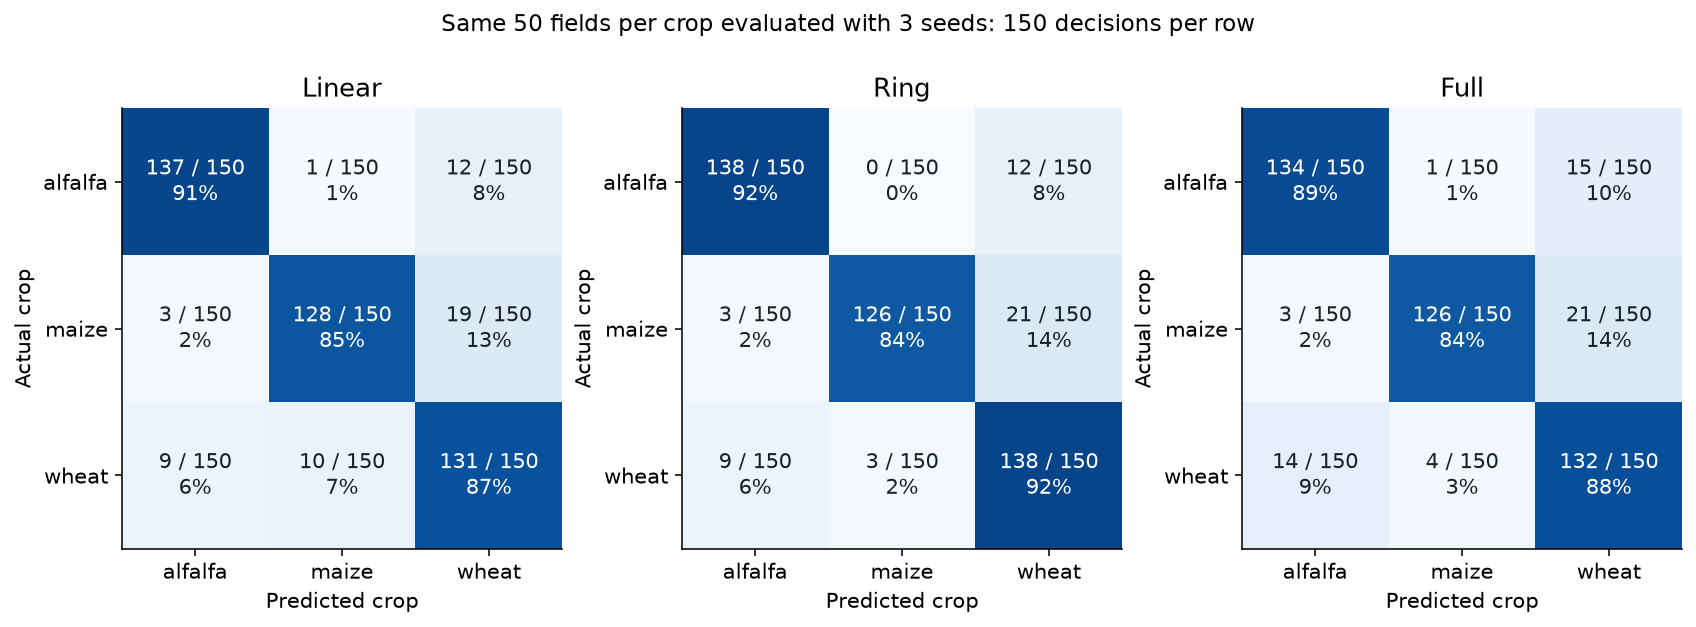 Same 50 fields per crop evaluated with 3 seeds: 150 decisions per row
Linear
Actual crop
alfalfa
137 / 150
91%
1 / 150
1%
12 / 150
8%
maize
3 / 150
2%
128 / 150
85%
19 / 150
13%
wheat
9 / 150
6%
10 / 150
7%
131 / 150
87%
alfalfa
maize
wheat
Predicted crop
Ring
Actual crop
alfalfa
138 / 150
92%
0 / 150
0%
12 / 150
8%
maize
3 / 150
2%
126 / 150
84%
21 / 150
14%
wheat
9 / 150
6%
3 / 150
2%
138 / 150
92%
alfalfa
maize
wheat
Predicted crop
Full
Actual crop
alfalfa
134 / 150
89%
1 / 150
1%
15 / 150
10%
maize
3 / 150
2%
126 / 150
84%
21 / 150
14%
wheat
14 / 150
9%
4 / 150
3%
132 / 150
88%
alfalfa
maize
wheat
Predicted crop